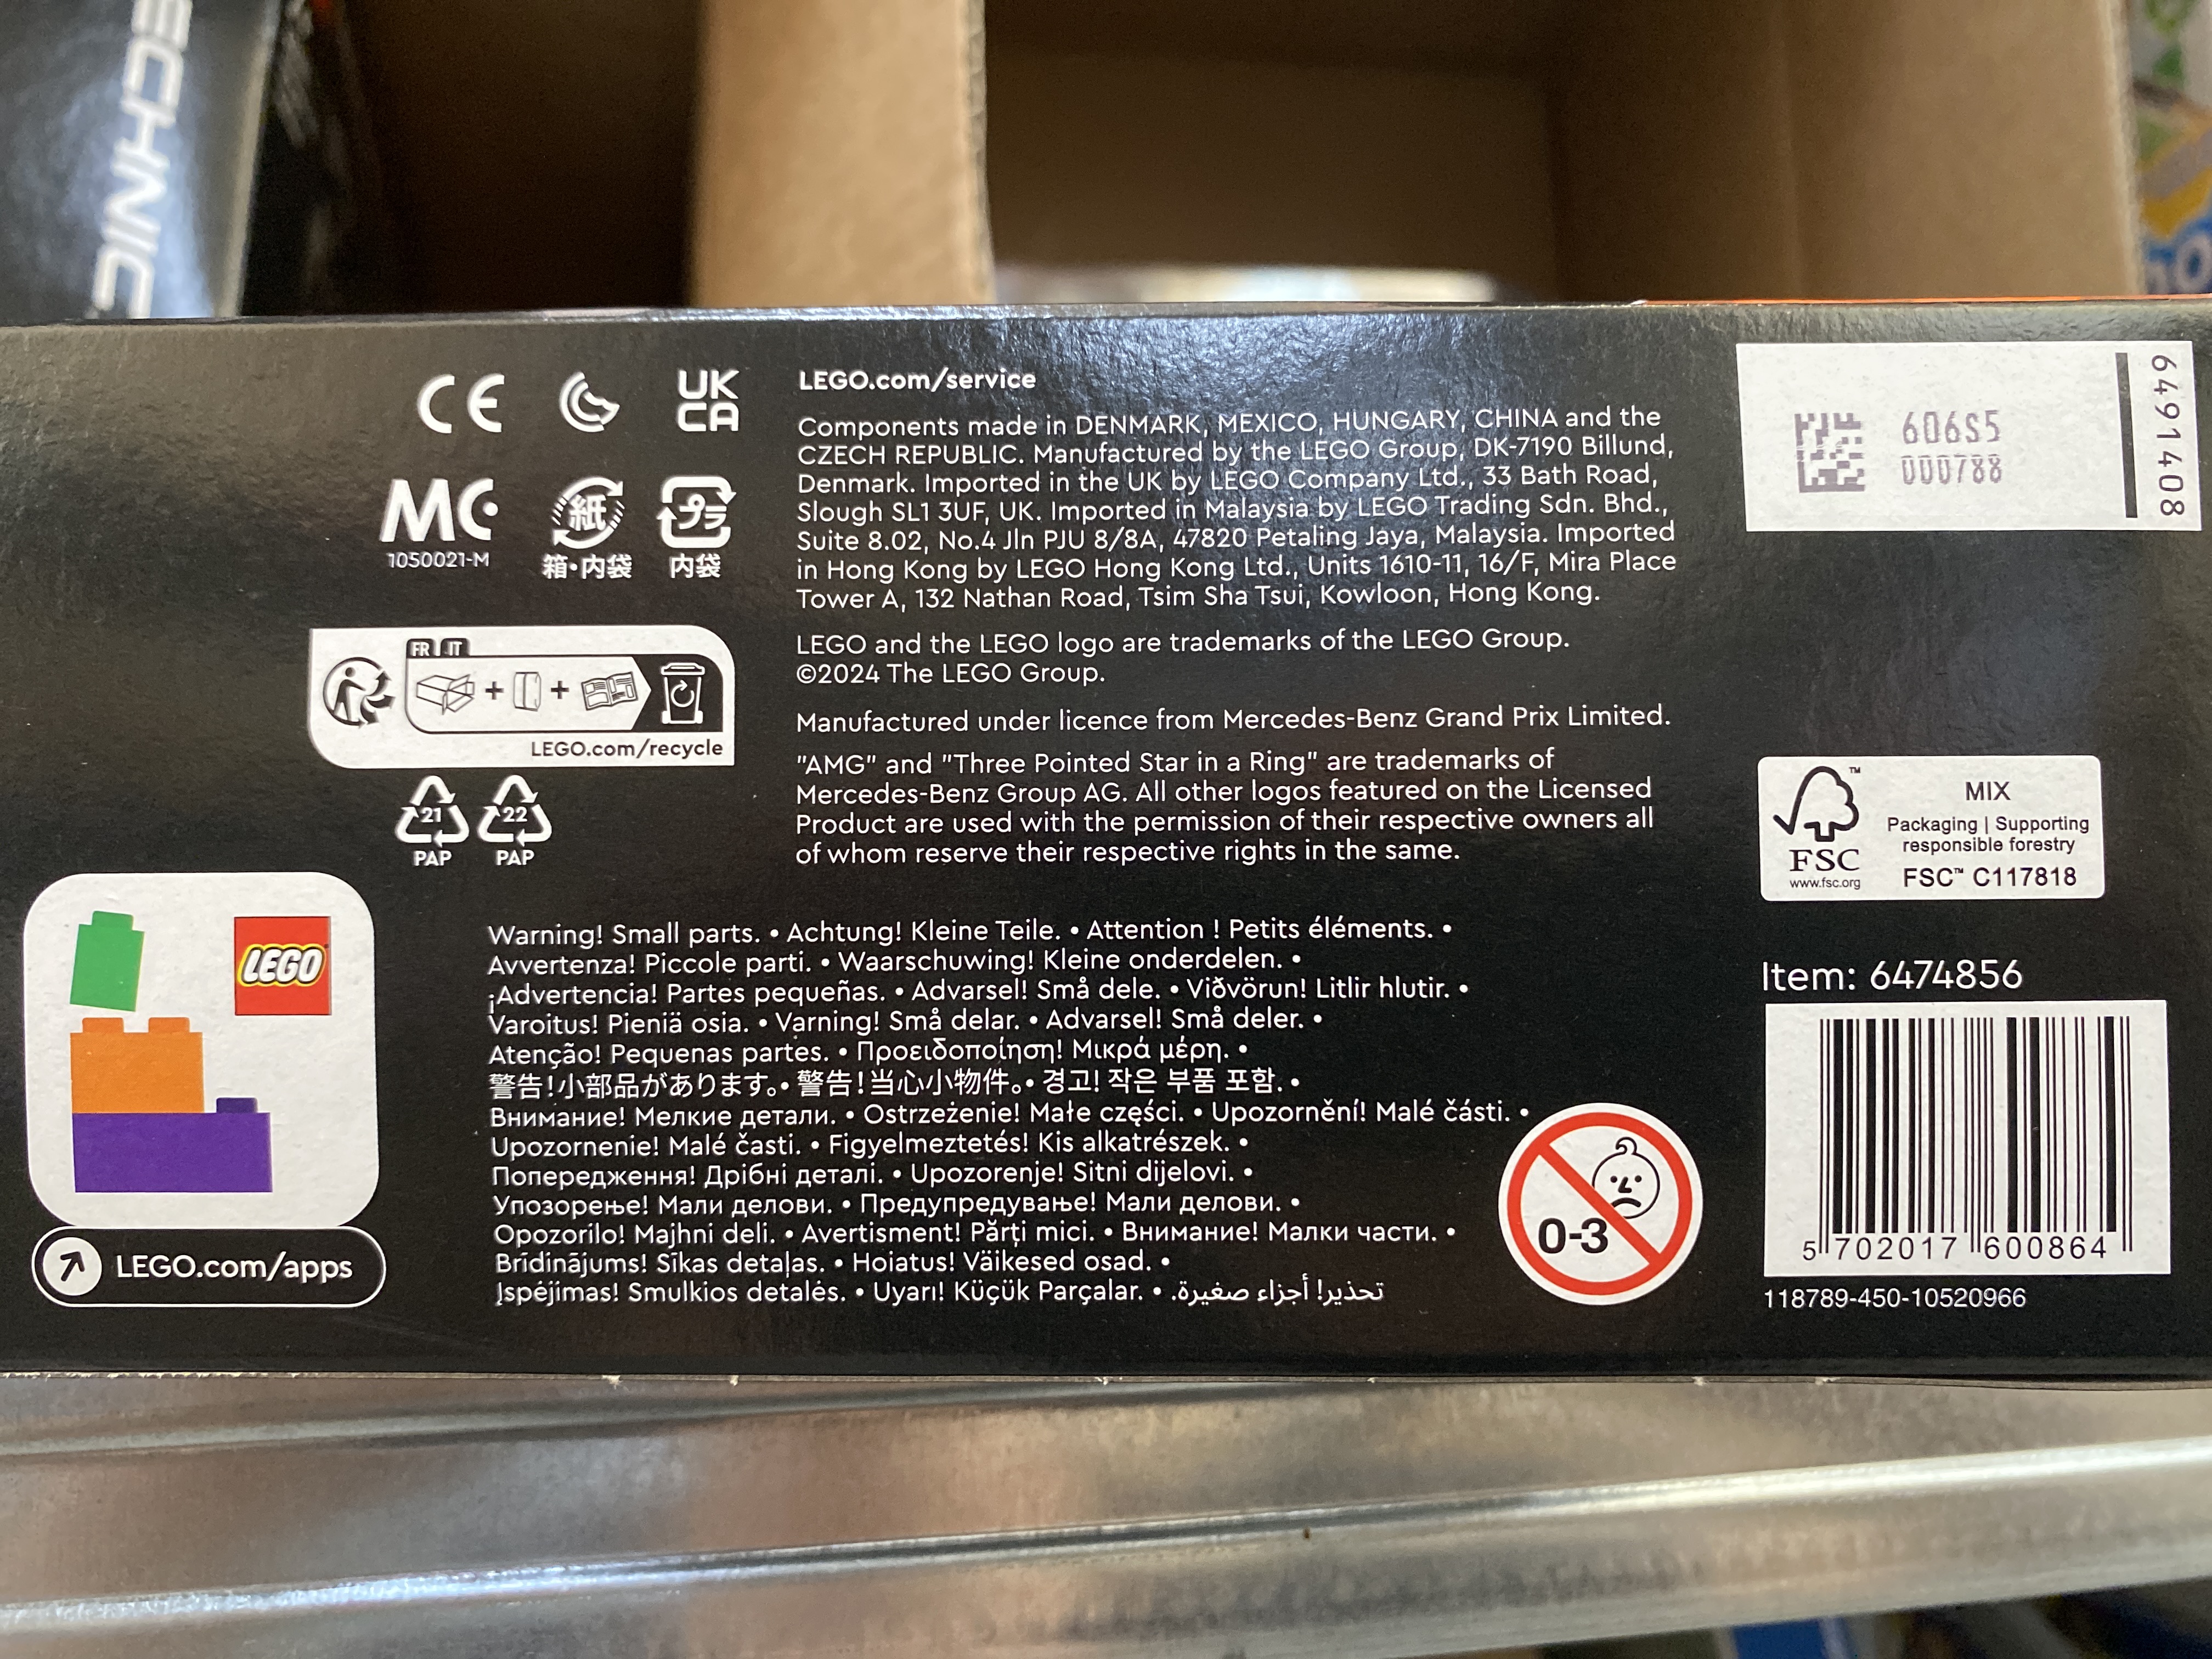 TECHNIC
CE
UK
CA
MC
1050021-M
紙
箱・内袋
プラ
内袋
FR IT
+ +
LEGO.com/recycle
21
PAP
22
PAP
LEGO.com/service
Components made in DENMARK, MEXICO, HUNGARY, CHINA and the
CZECH REPUBLIC. Manufactured by the LEGO Group, DK-7190 Billund,
Denmark. Imported in the UK by LEGO Company Ltd., 33 Bath Road,
Slough SL1 3UF, UK. Imported in Malaysia by LEGO Trading Sdn. Bhd.,
Suite 8.02, No.4 Jln PJU 8/8A, 47820 Petaling Jaya, Malaysia. Imported
in Hong Kong by LEGO Hong Kong Ltd., Units 1610-11, 16/F, Mira Place
Tower A, 132 Nathan Road, Tsim Sha Tsui, Kowloon, Hong Kong.
LEGO and the LEGO logo are trademarks of the LEGO Group.
©2024 The LEGO Group.
Manufactured under licence from Mercedes-Benz Grand Prix Limited.
"AMG" and "Three Pointed Star in a Ring" are trademarks of
Mercedes-Benz Group AG. All other logos featured on the Licensed
Product are used with the permission of their respective owners all
of whom reserve their respective rights in the same.
606S5
000788
6491408
FSC
www.fsc.org
™
MIX
Packaging | Supporting
responsible forestry
FSC™ C117818
LEGO
LEGO.com/apps
Warning! Small parts. • Achtung! Kleine Teile. • Attention ! Petits éléments. •
Avvertenza! Piccole parti. • Waarschuwing! Kleine onderdelen. •
¡Advertencia! Partes pequeñas. • Advarsel! Små dele. • Viðvörun! Litlir hlutir. •
Varoitus! Pieniä osia. • Varning! Små delar. • Advarsel! Små deler. •
Atenção! Pequenas partes. • Προειδοποίηση! Μικρά μέρη. •
警告!小部品があります。• 警告!当心小物件。• 경고! 작은 부품 포함. •
Внимание! Мелкие детали. • Ostrzeżenie! Małe części. • Upozornění! Malé části. •
Upozornenie! Malé časti. • Figyelmeztetés! Kis alkatrészek. •
Попередження! Дрібні деталі. • Upozorenje! Sitni dijelovi. •
Упозорење! Мали делови. • Предупредување! Мали делови. •
Opozorilo! Majhni deli. • Avertisment! Părți mici. • Внимание! Малки части. •
Brīdinājums! Sīkas detaļas. • Hoiatus! Väikesed osad. •
Įspėjimas! Smulkios detalės. • Uyarı! Küçük Parçalar. • تحذير! أجزاء صغيرة.
0-3
Item: 6474856
5 702017 600864
118789-450-10520966